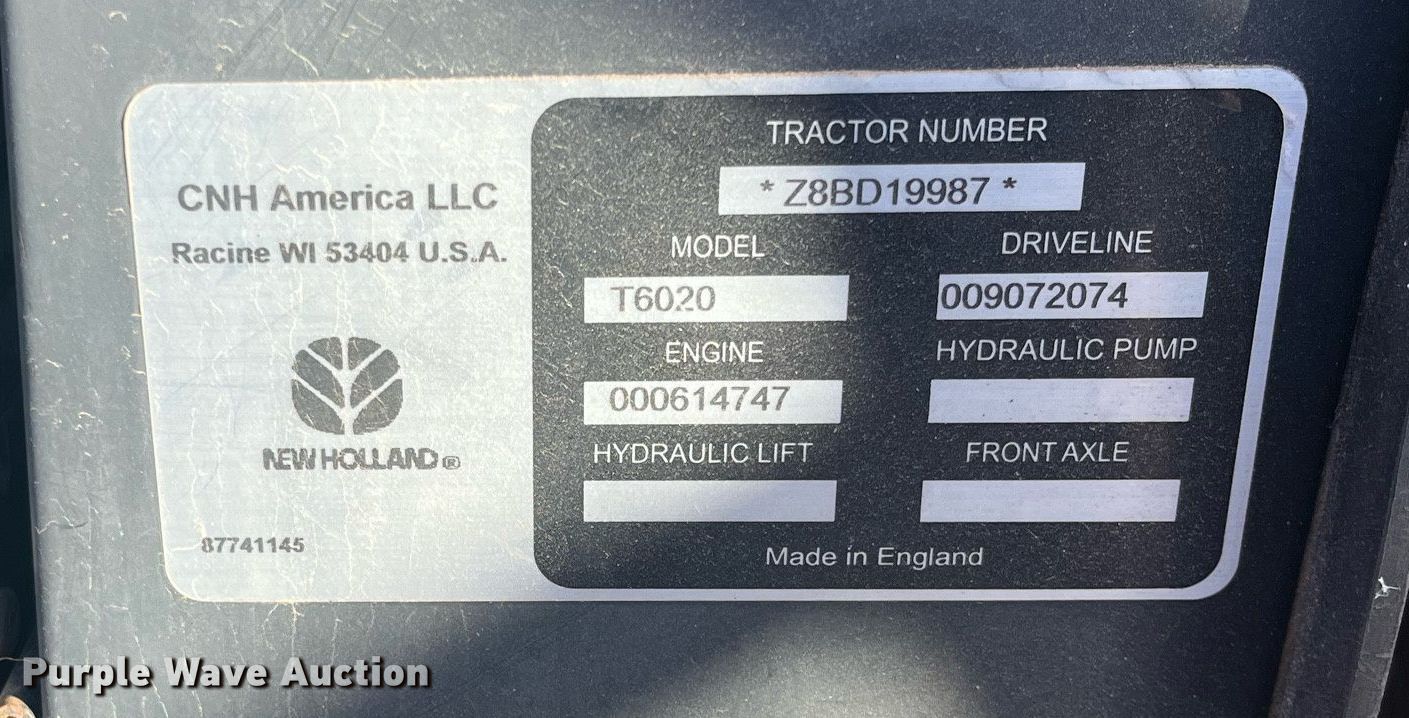 CNH America LLC
Racine WI 53404 U.S.A.
NEW HOLLAND®
87741145
TRACTOR NUMBER
* Z8BD19987 *
MODEL
T6020
DRIVELINE
009072074
ENGINE
000614747
HYDRAULIC PUMP
HYDRAULIC LIFT
FRONT AXLE
Made in England
Purple Wave Auction